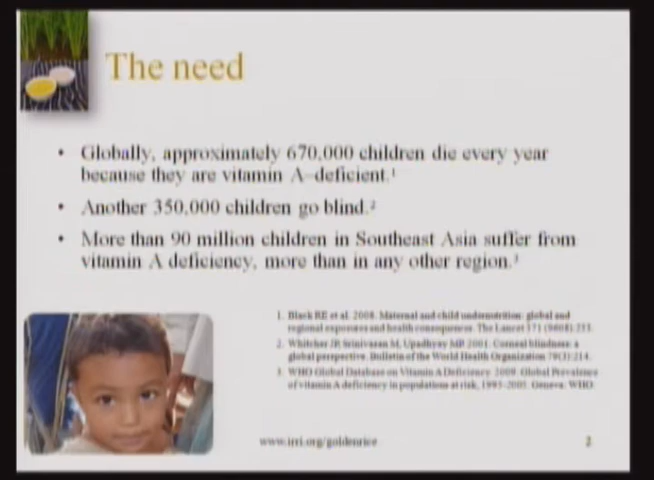 The need
• Globally, approximately 670,000 children die every year
because they are vitamin A–deficient.¹
• Another 350,000 children go blind.²
• More than 90 million children in Southeast Asia suffer from
vitamin A deficiency, more than in any other region.³
1. Black RE et al. 2008. Maternal and child undernutrition: global and
regional exposures and health consequences. The Lancet 371 (9608):
2. Whitcher JP, Srinivasan M, Upadhyay MP. 2001. Corneal blindness: a
global perspective. Bulletin of the World Health Organization 79(3):214.
3. WHO Global Database on Vitamin A Deficiency. 2009. Global Prevalence
of vitamin A deficiency in populations at risk, 1995-2005. Geneva. WHO
www.irri.org/goldenrice
2